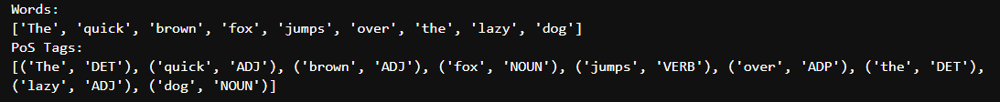 Words:
['The', 'quick', 'brown', 'fox', 'jumps', 'over', 'the', 'lazy', 'dog']
PoS Tags:
[('The', 'DET'), ('quick', 'ADJ'), ('brown', 'ADJ'), ('fox', 'NOUN'), ('jumps', 'VERB'), ('over', 'ADP'), ('the', 'DET'),
('lazy', 'ADJ'), ('dog', 'NOUN')]